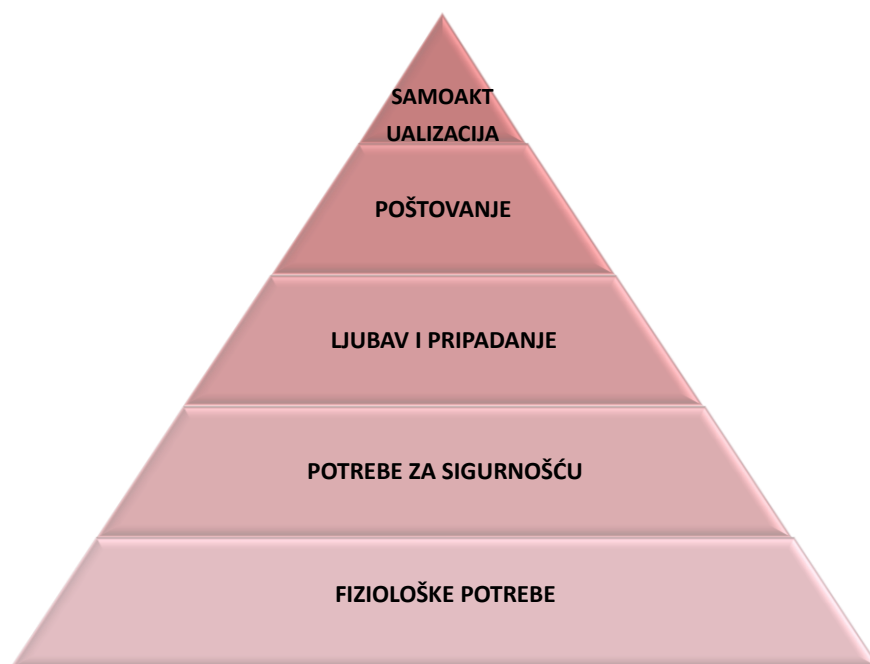 SAMOAKT
UALIZACIJA
POŠTOVANJE
LJUBAV I PRIPADANJE
POTREBE ZA SIGURNOŠĆU
FIZIOLOŠKE POTREBE